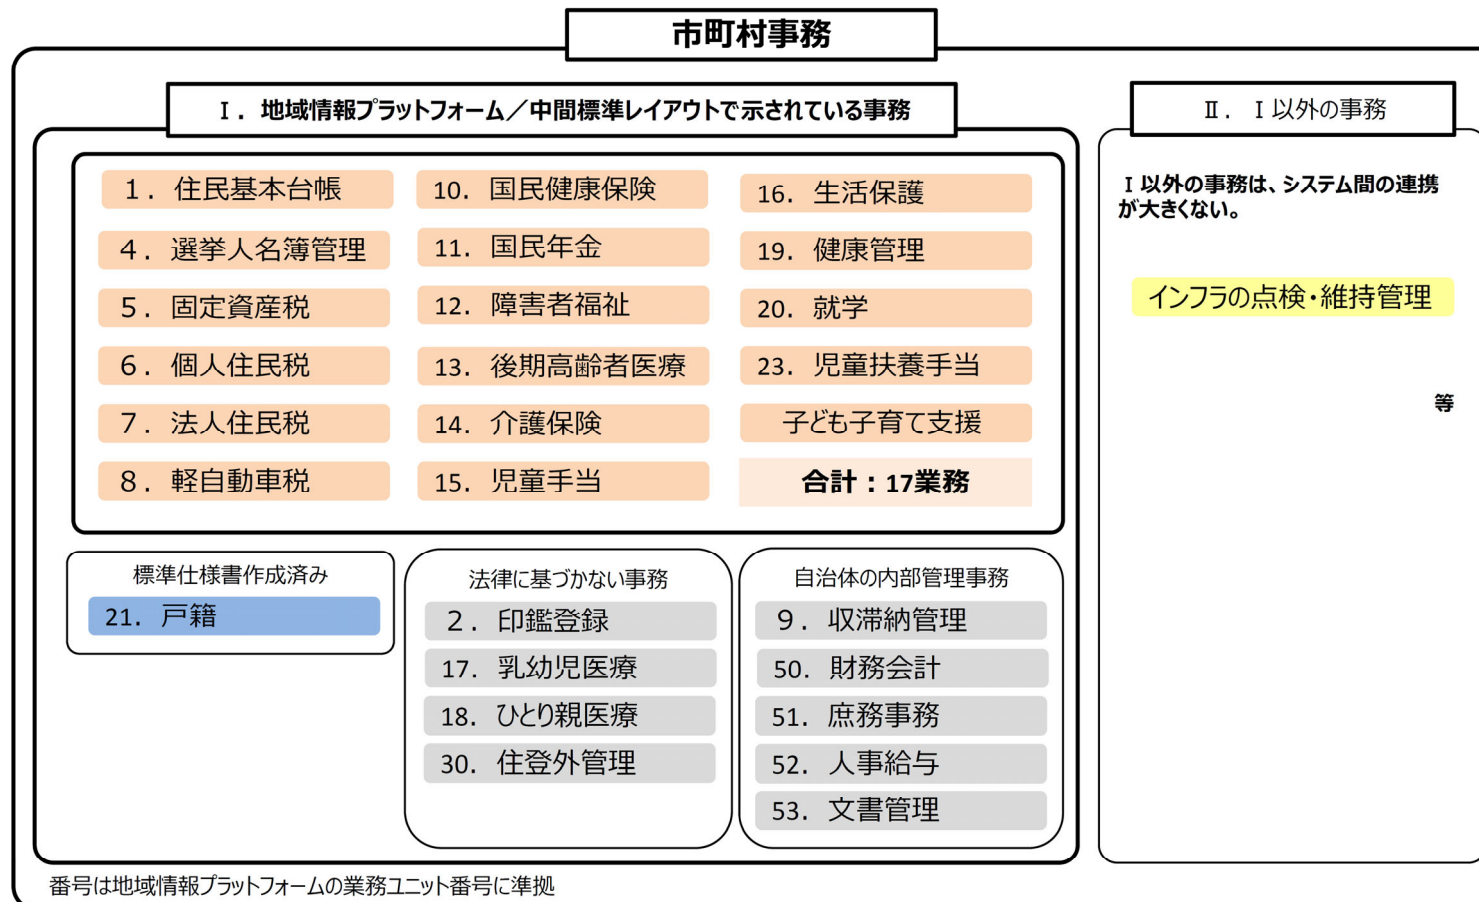 市町村事務
Ⅰ．地域情報プラットフォーム／中間標準レイアウトで示されている事務
１．住民基本台帳
４．選挙人名簿管理
５．固定資産税
６．個人住民税
７．法人住民税
８．軽自動車税
10．国民健康保険
11．国民年金
12．障害者福祉
13．後期高齢者医療
14．介護保険
15．児童手当
16．生活保護
19．健康管理
20．就学
23．児童扶養手当
子ども子育て支援
合計：17業務
標準仕様書作成済み
21．戸籍
法律に基づかない事務
２．印鑑登録
17．乳幼児医療
18．ひとり親医療
30．住登外管理
自治体の内部管理事務
９．収滞納管理
50．財務会計
51．庶務事務
52．人事給与
53．文書管理
Ⅱ．Ⅰ以外の事務
Ⅰ以外の事務は、システム間の連携
が大きくない。
インフラの点検・維持管理
等
番号は地域情報プラットフォームの業務ユニット番号に準拠